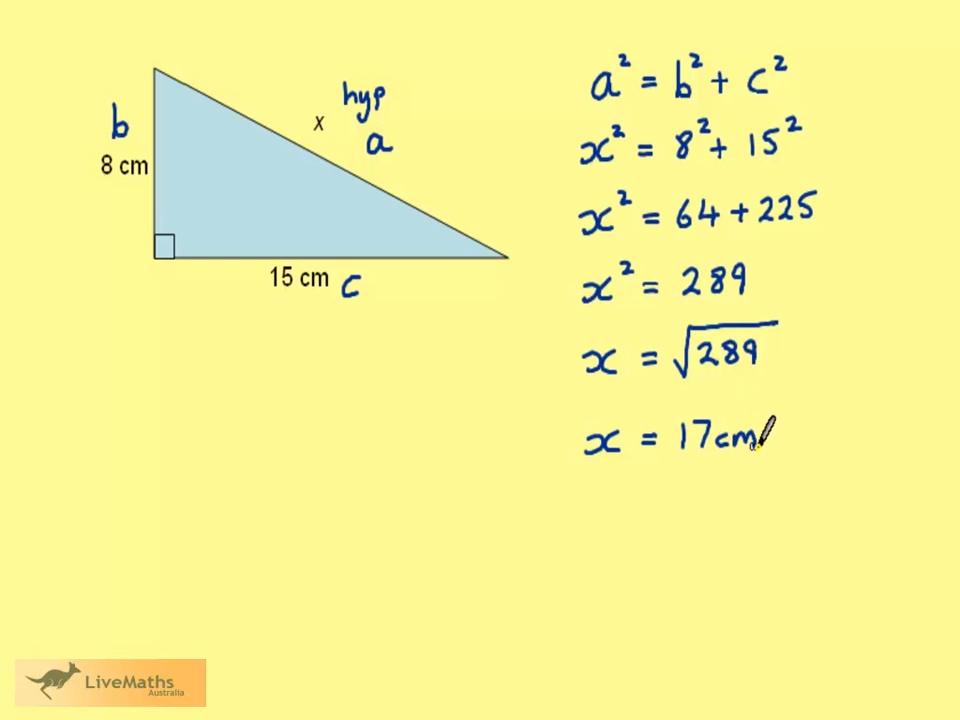 hyp
x
a
b
8 cm
15 cm c
a² = b² + c²
x² = 8² + 15²
x² = 64 + 225
x² = 289
x = √289
x = 17cm
LiveMaths
Australia